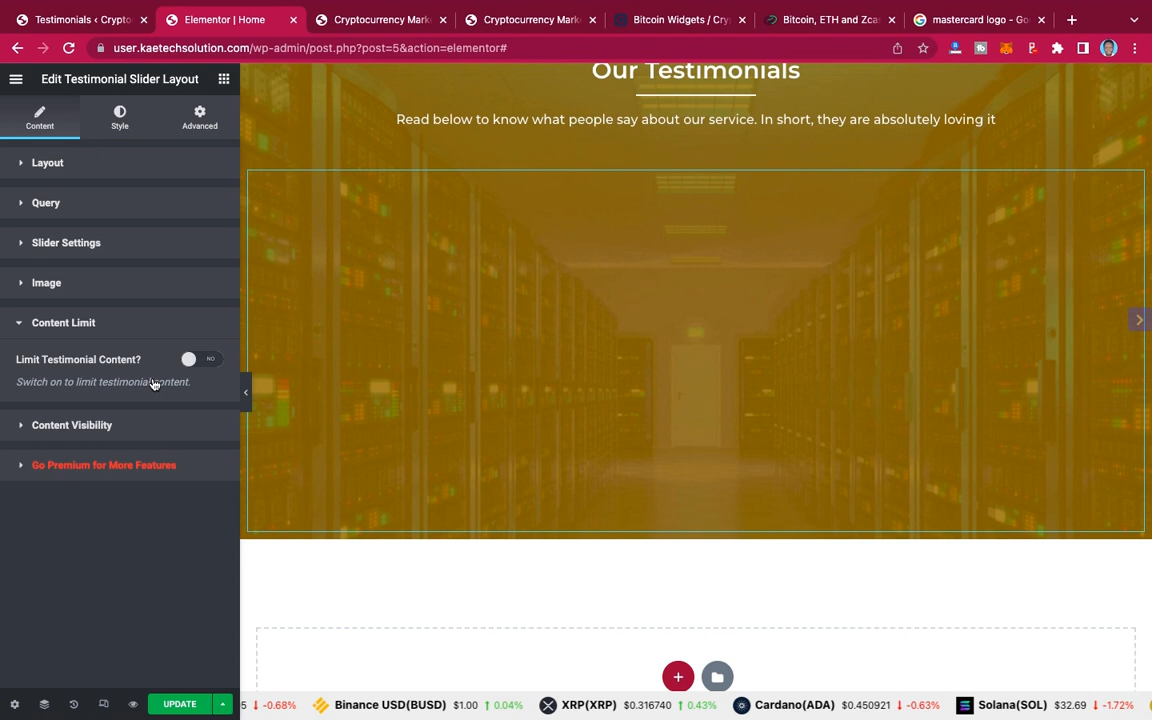 Testimonials ‹ Crypto
Elementor | Home
Cryptocurrency Mark
Cryptocurrency Mark
Bitcoin Widgets / Cry
Bitcoin, ETH and Zcas
mastercard logo - Go
user.kaetechsolution.com/wp-admin/post.php?post=5&action=elementor#
Edit Testimonial Slider Layout
Content
Style
Advanced
Layout
Query
Slider Settings
Image
Content Limit
Limit Testimonial Content?
NO
Switch on to limit testimonial content.
Content Visibility
Go Premium for More Features
UPDATE
Our Testimonials
Read below to know what people say about our service. In short, they are absolutely loving it
5 ↓ -0.68% Binance USD(BUSD) $1.00 ↑ 0.04% XRP(XRP) $0.316740 ↑ 0.43% Cardano(ADA) $0.450921 ↓ -0.63% Solana(SOL) $32.69 ↓ -1.72%